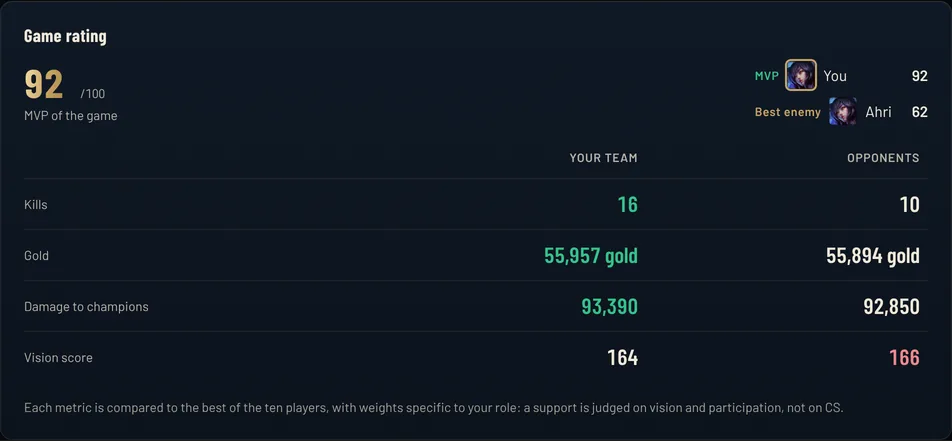 Game rating
92 /100
MVP of the game
MVP You 92
Best enemy Ahri 62
YOUR TEAM OPPONENTS
Kills 16 10
Gold 55,957 gold 55,894 gold
Damage to champions 93,390 92,850
Vision score 164 166
Each metric is compared to the best of the ten players, with weights specific to your role: a support is judged on vision and participation, not on CS.